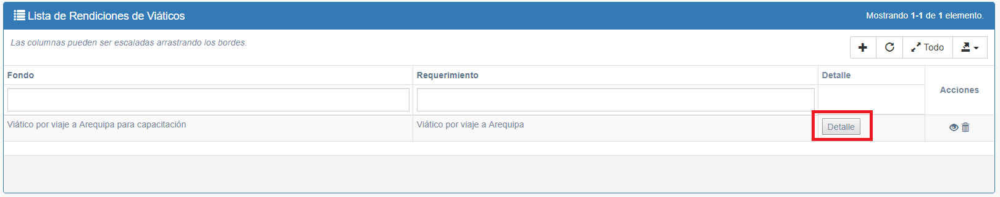 Lista de Rendiciones de Viáticos
Mostrando 1-1 de 1 elemento.
Las columnas pueden ser escaladas arrastrando los bordes.
Todo
Fondo Requerimiento Detalle
Acciones
Viático por viaje a Arequipa para capacitación Viático por viaje a Arequipa Detalle